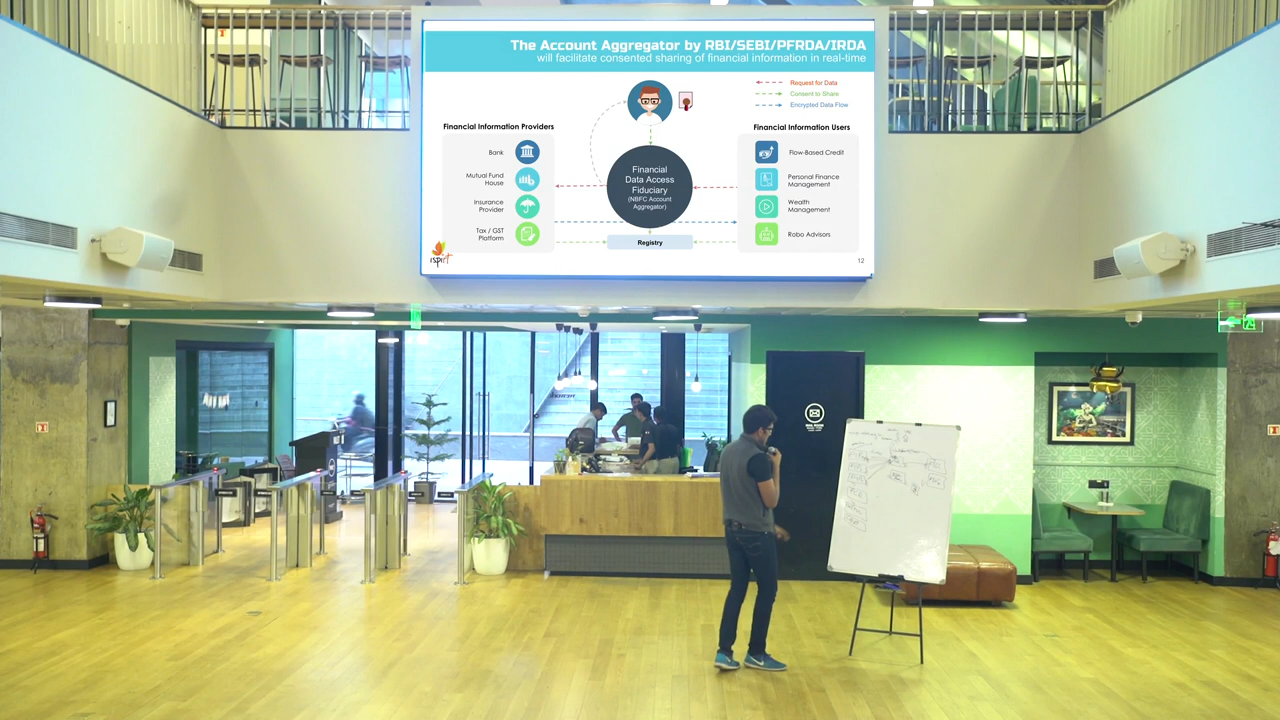 The Account Aggregator by RBI/SEBI/PFRDA/IRDA
will facilitate consented sharing of financial information in real-time
Request for Data
Consent to Share
Encrypted Data Flow
Financial Information Providers
Bank
Mutual Fund
House
Insurance
Provider
Tax / GST
Platform
Financial
Data Access
Fiduciary
(NBFC Account
Aggregator)
Registry
Financial Information Users
Flow-Based Credit
Personal Finance
Management
Wealth
Management
Robo Advisors
ispirt
12